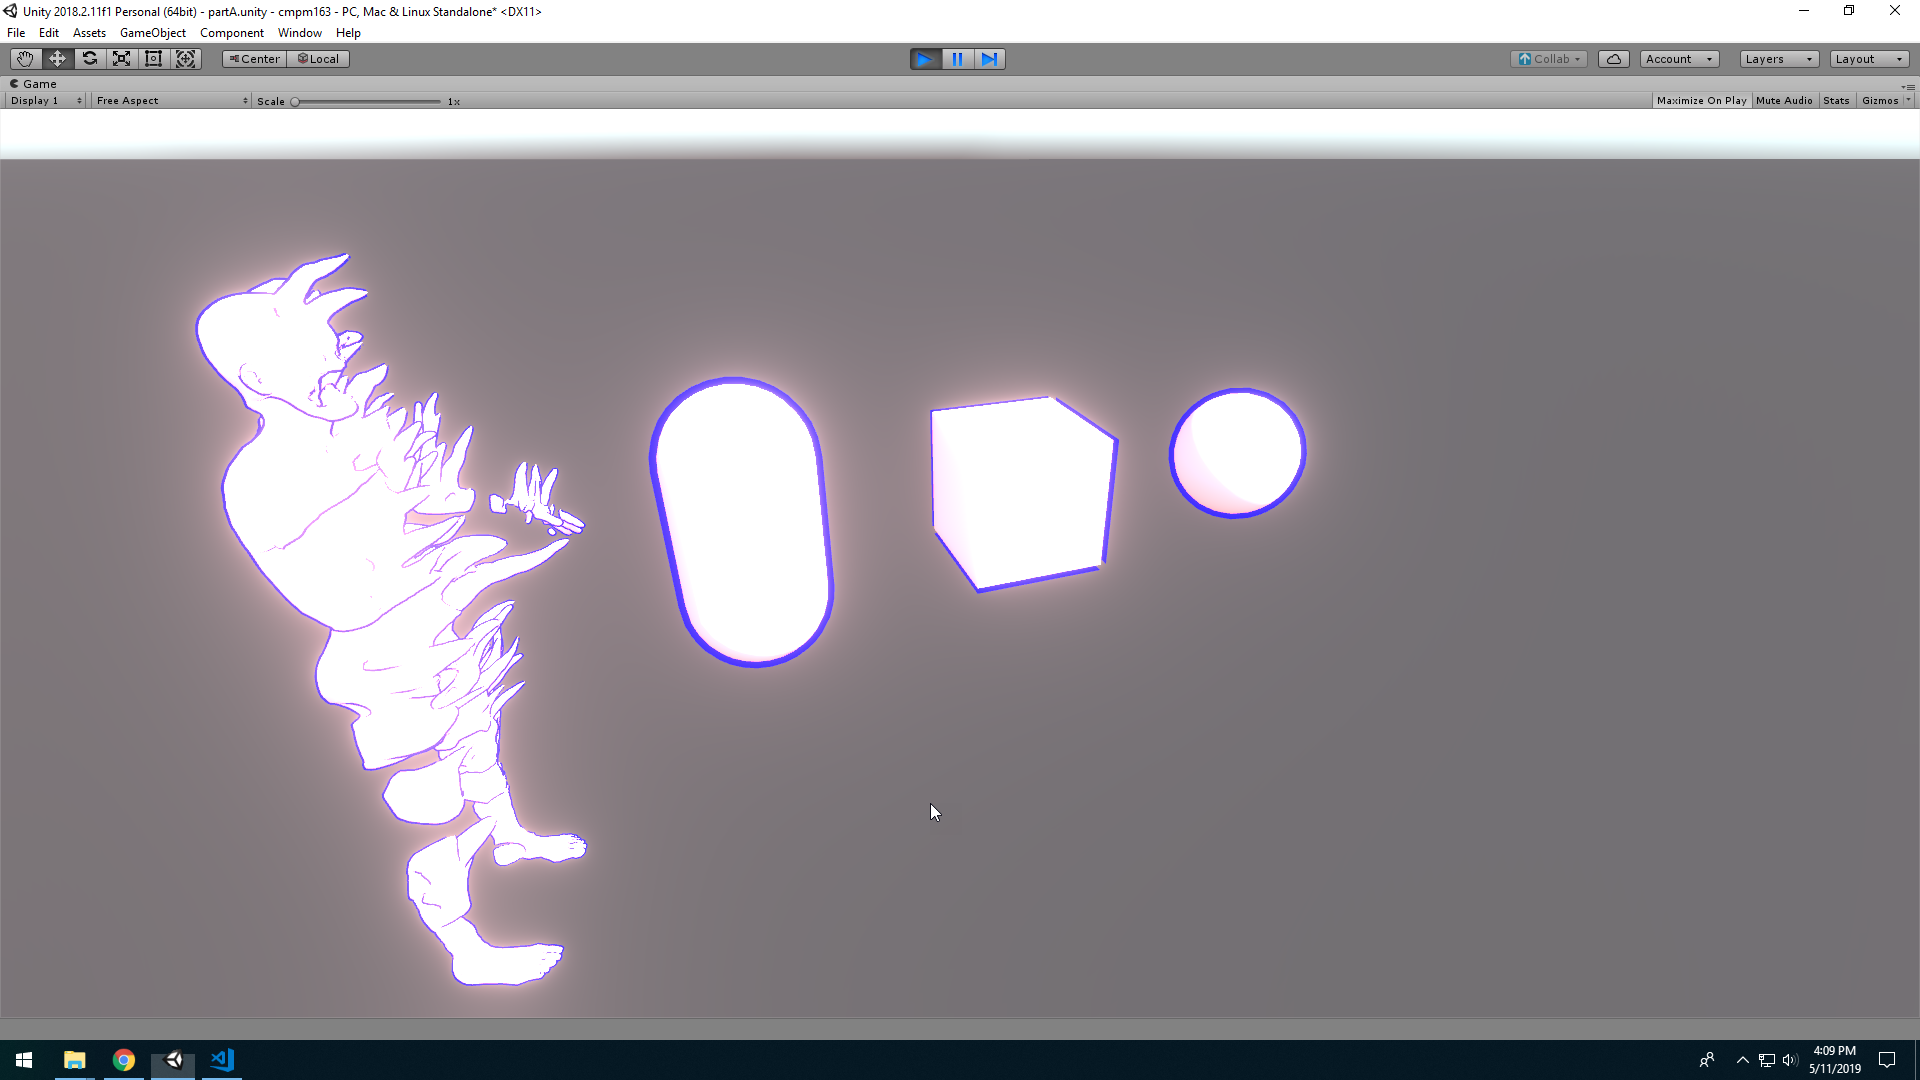 Unity 2018.2.11f1 Personal (64bit) - partA.unity - cmpm163 - PC, Mac & Linux Standalone* <DX11>
File Edit Assets GameObject Component Window Help
Center Local Collab Account Layers Layout
Game
Display 1 Free Aspect Scale 1x Maximize On Play Mute Audio Stats Gizmos
4:09 PM
5/11/2019